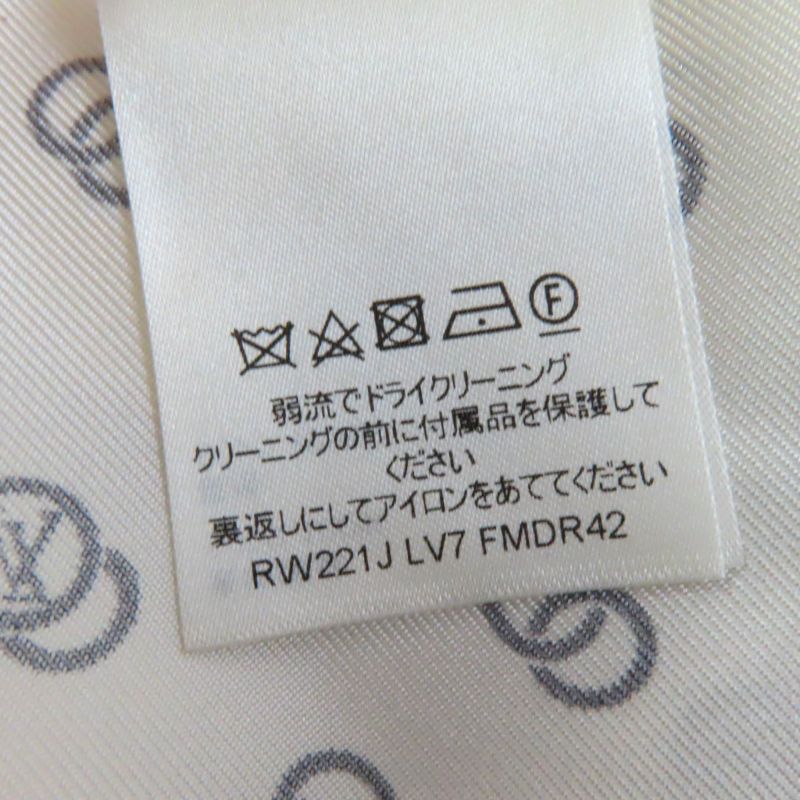 F
弱流でドライクリーニング
クリーニングの前に付属品を保護して
ください
裏返しにしてアイロンをあててください
RW221J LV7 FMDR42
LV